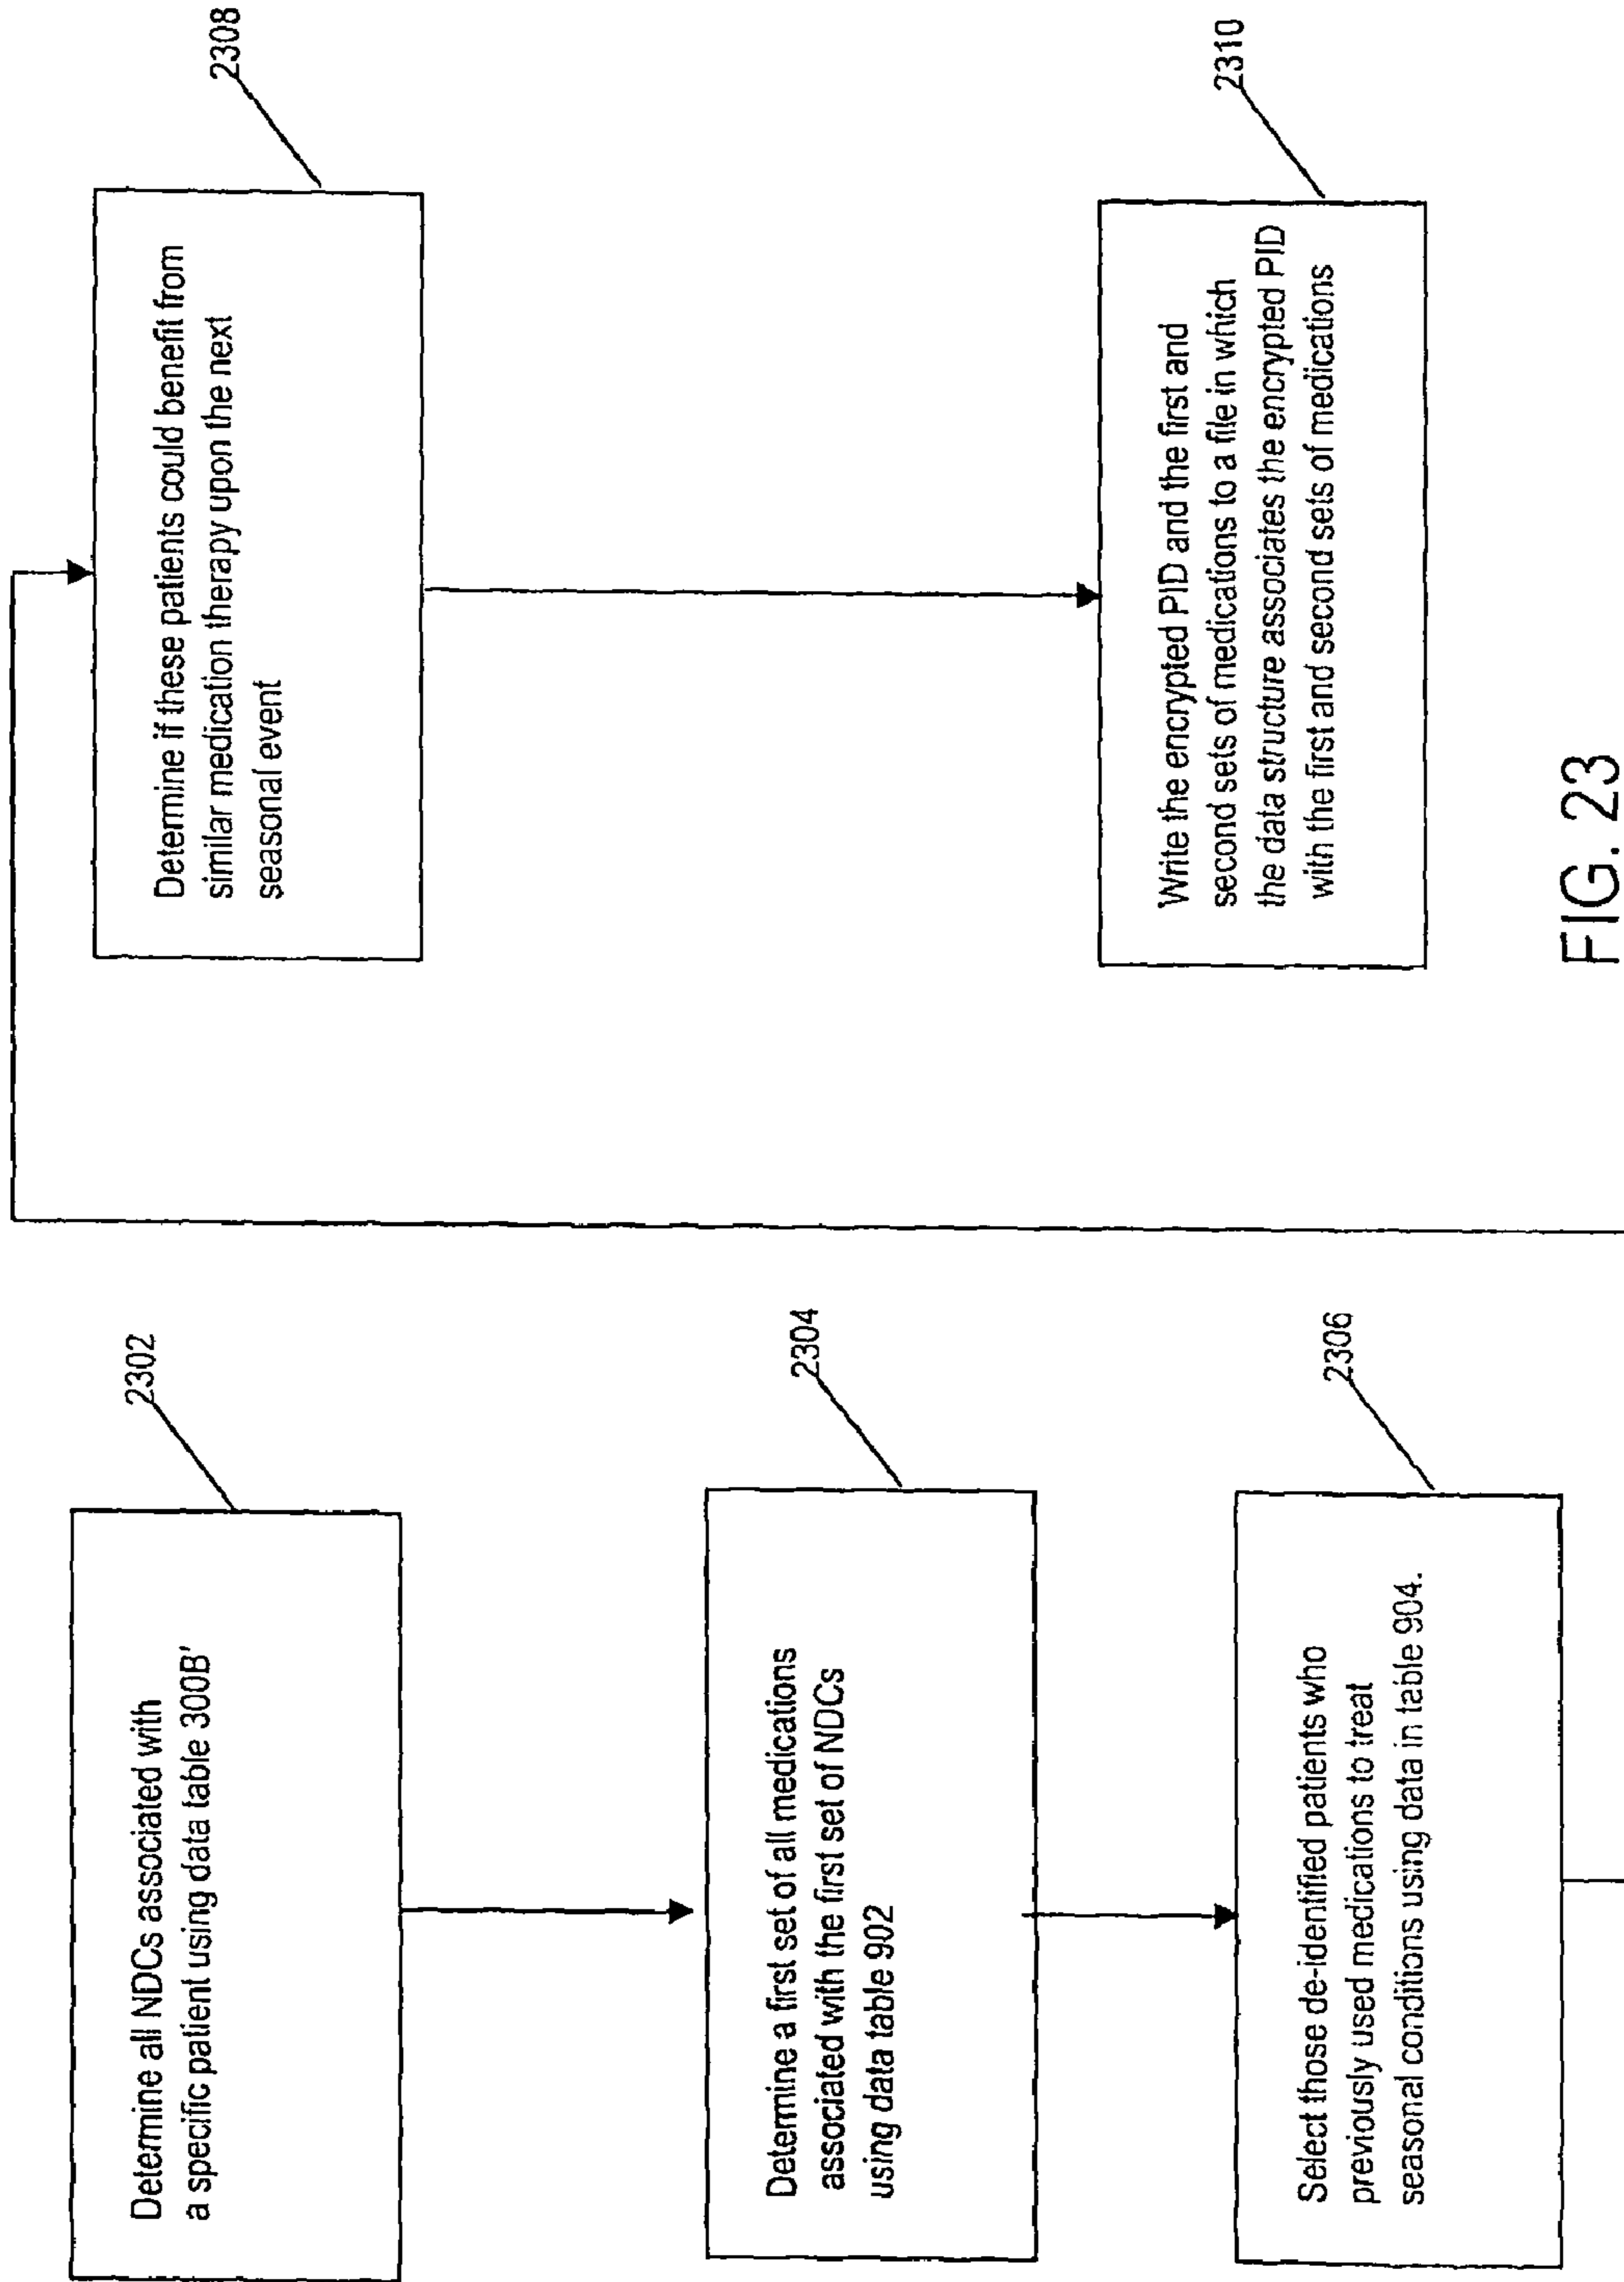 2302
Determine all NDCs associated with
a specific patient using data table 300B'
2304
Determine a first set of all medications
associated with the first set of NDCs
using data table 902
2306
Select those de-identified patients who
previously used medications to treat
seasonal conditions using data in table 904.
2308
Determine if these patients could benefit from
similar medication therapy upon the next
seasonal event
2310
Write the encrypted PID and the first and
second sets of medications to a file in which
the data structure associates the encrypted PID
with the first and second sets of medications
FIG. 23